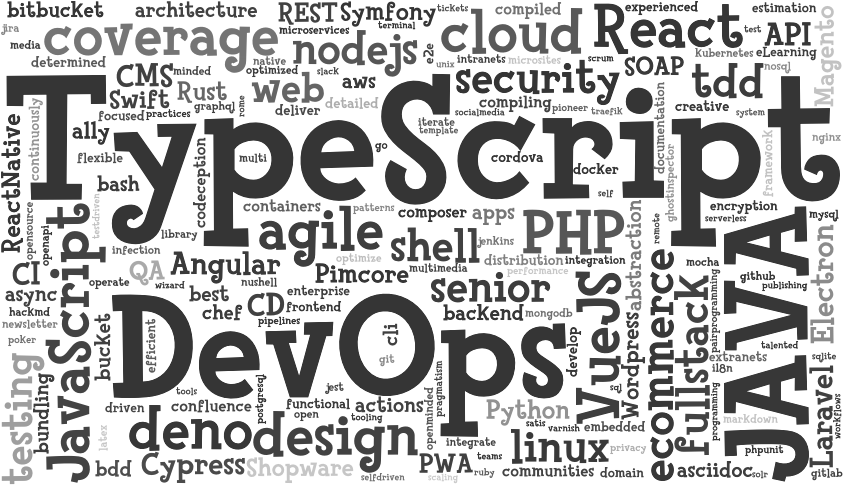 bitbucket
architecture
REST
Symfony
tickets
compiled
experienced
estimation
jira
media
coverage
microservices
terminal
nodejs
e2e
cloud
React
test
API
Magento
determined
native
optimized
slack
unix
intranets
microsites
scrum
SOAP
Kubernetes
eLearning
nosql
CMS
minded
Swift
Rust
web
aws
security
tdd
focused
practices
graphql
rome
deliver
detailed
iterate
template
socialmedia
compiling
pioneer
traefik
documentation
creative
system
nginx
TypeScript
ReactNative
continuously
ally
flexible
bash
codeception
multi
go
cordova
docker
self
ghostinspector
framework
opensource
openapi
testdriven
library
containers
patterns
composer
apps
PHP
remote
encryption
serverless
mysql
infection
agile
optimize
shell
jenkins
distribution
integration
performance
abstraction
mocha
github
publishing
CI
QA
Angular
Pimcore
multimedia
async
operate
wizard
best
nushell
enterprise
senior
VueJS
Wordpress
ecommerce
fullstack
pairprogramming
JAVA
Electron
hackmd
newsletter
chef
CD
frontend
pipelines
backend
mongodb
poker
JavaScript
bucket
DevOps
efficient
cli
git
develop
extranets
i18n
talented
sqlite
testing
bundling
tools
postgresql
jest
pragmatism
sql
programming
Laravel
workflows
driven
confluence
functional
open
actions
tooling
openminded
Python
satis
varnish
embedded
markdown
latex
deno
design
integrate
linux
privacy
phpunit
bdd
Cypress
Shopware
selfdriven
PWA
teams
ruby
scaling
communities
domain
asciidoc
solr
gitlab